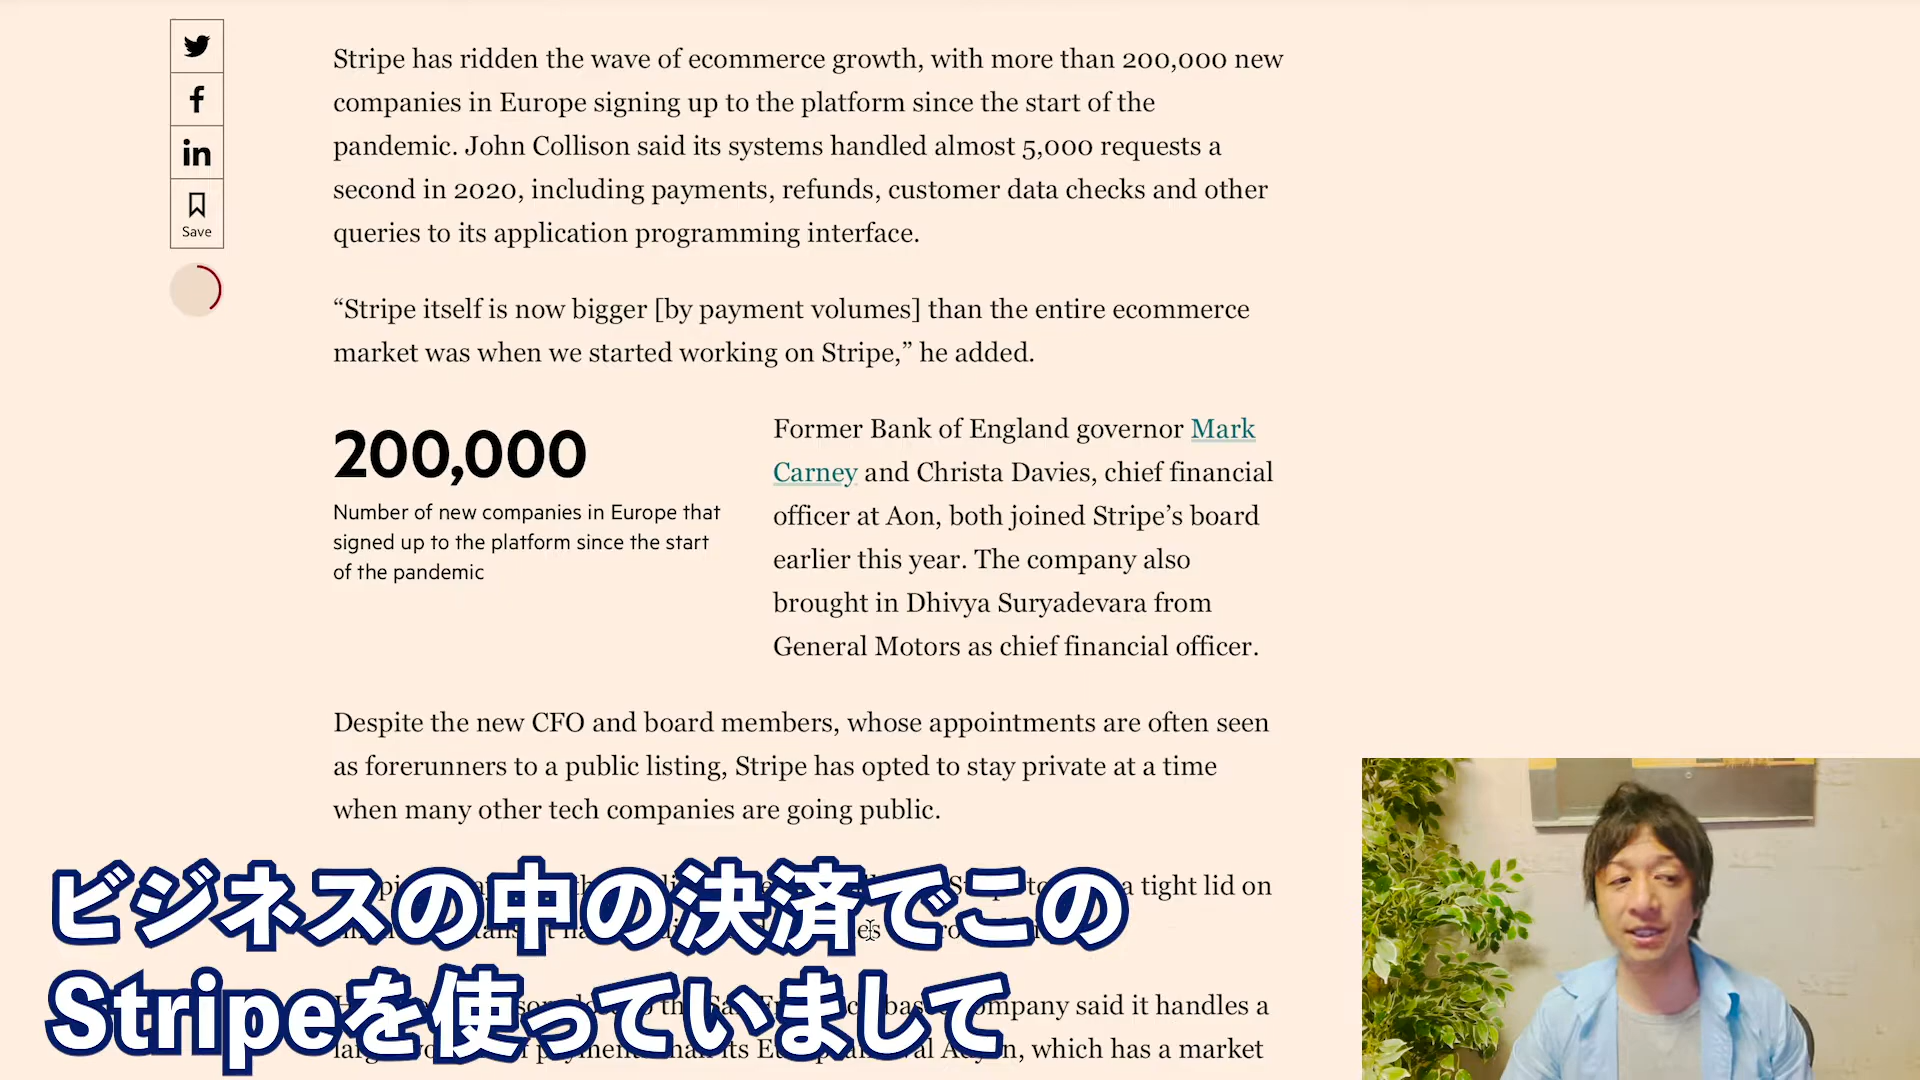 Stripe has ridden the wave of ecommerce growth, with more than 200,000 new
companies in Europe signing up to the platform since the start of the
pandemic. John Collison said its systems handled almost 5,000 requests a
second in 2020, including payments, refunds, customer data checks and other
queries to its application programming interface.
Save
“Stripe itself is now bigger [by payment volumes] than the entire ecommerce
market was when we started working on Stripe,” he added.
200,000
Number of new companies in Europe that
signed up to the platform since the start
of the pandemic
Former Bank of England governor Mark
Carney and Christa Davies, chief financial
officer at Aon, both joined Stripe’s board
earlier this year. The company also
brought in Dhivya Suryadevara from
General Motors as chief financial officer.
Despite the new CFO and board members, whose appointments are often seen
as forerunners to a public listing, Stripe has opted to stay private at a time
when many other tech companies are going public.
a tight lid on
said it handles a
which has a market
ビジネスの中の決済でこの
Stripeを使っていまして